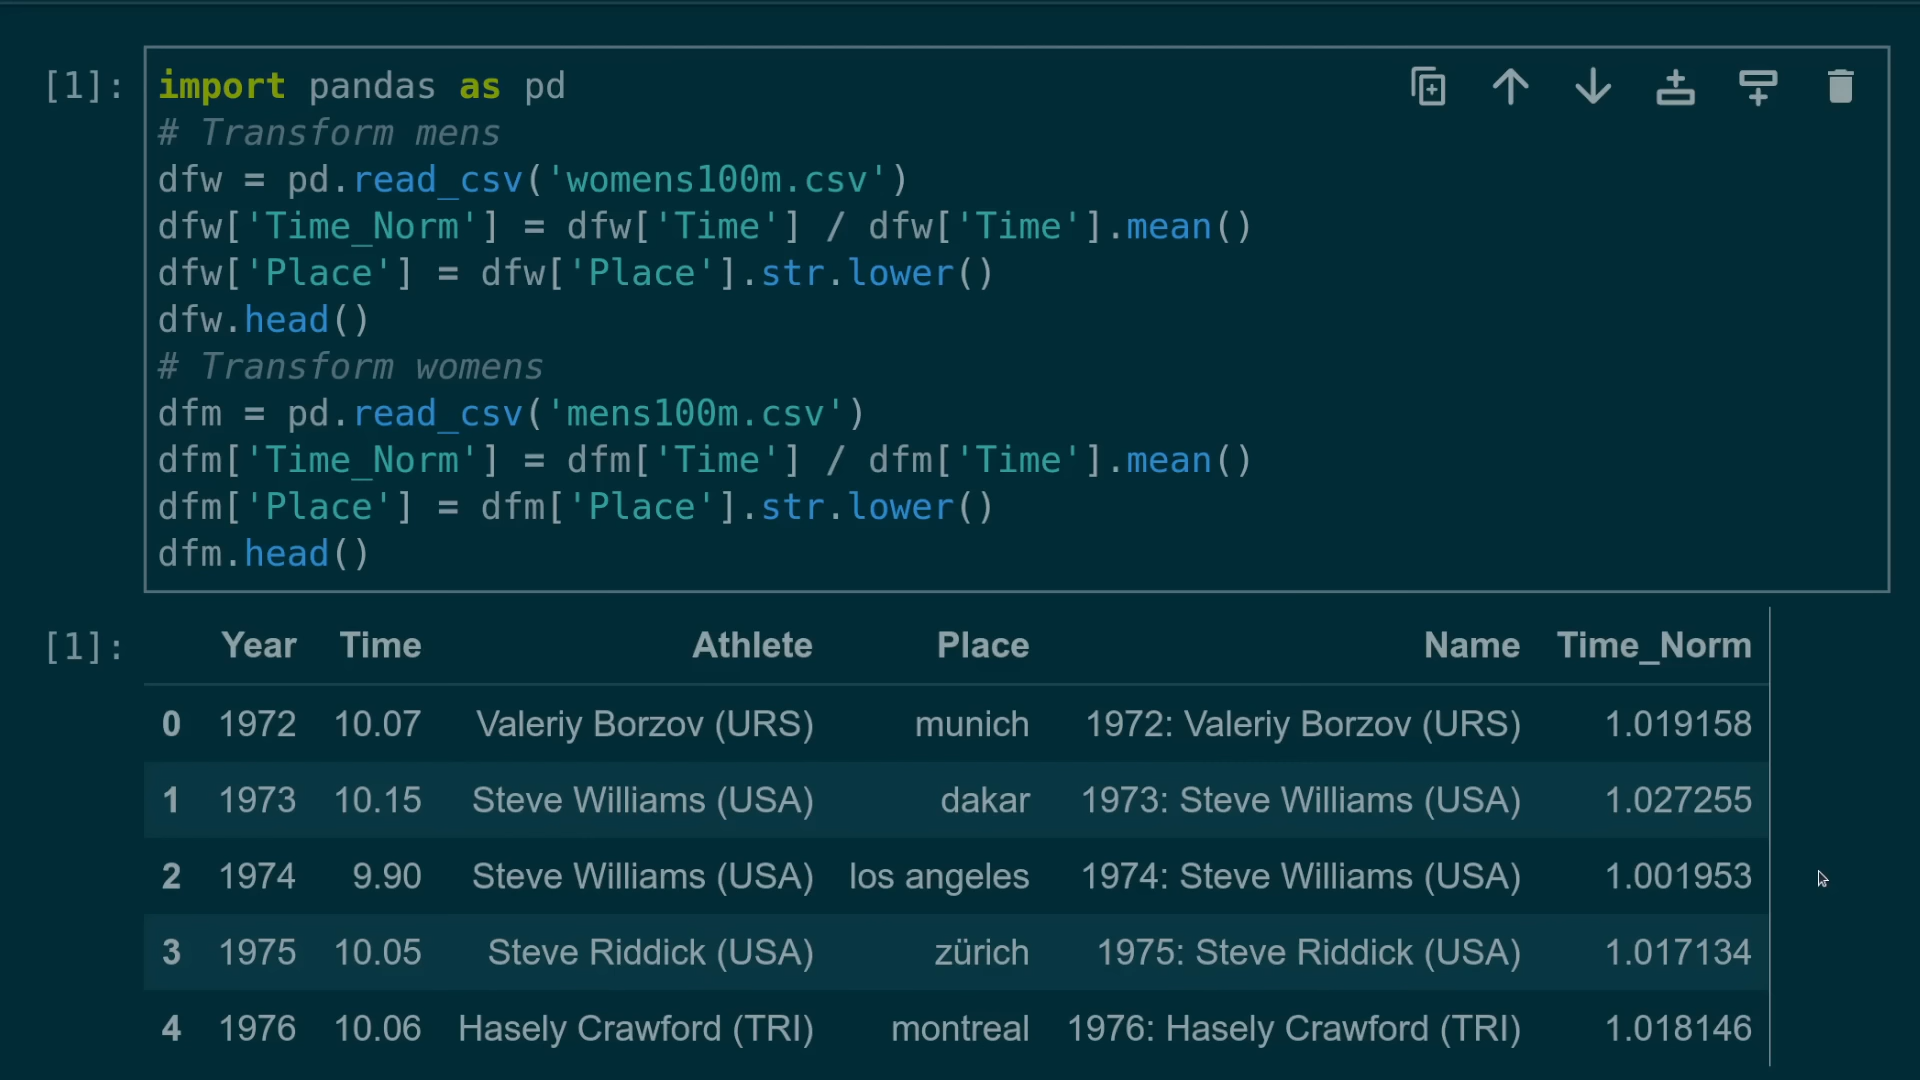 [1]: import pandas as pd
# Transform mens
dfw = pd.read_csv('womens100m.csv')
dfw['Time_Norm'] = dfw['Time'] / dfw['Time'].mean()
dfw['Place'] = dfw['Place'].str.lower()
dfw.head()
# Transform womens
dfm = pd.read_csv('mens100m.csv')
dfm['Time_Norm'] = dfm['Time'] / dfm['Time'].mean()
dfm['Place'] = dfm['Place'].str.lower()
dfm.head()
[1]: Year Time Athlete Place Name Time_Norm
0 1972 10.07 Valeriy Borzov (URS) munich 1972: Valeriy Borzov (URS) 1.019158
1 1973 10.15 Steve Williams (USA) dakar 1973: Steve Williams (USA) 1.027255
2 1974 9.90 Steve Williams (USA) los angeles 1974: Steve Williams (USA) 1.001953
3 1975 10.05 Steve Riddick (USA) zürich 1975: Steve Riddick (USA) 1.017134
4 1976 10.06 Hasely Crawford (TRI) montreal 1976: Hasely Crawford (TRI) 1.018146